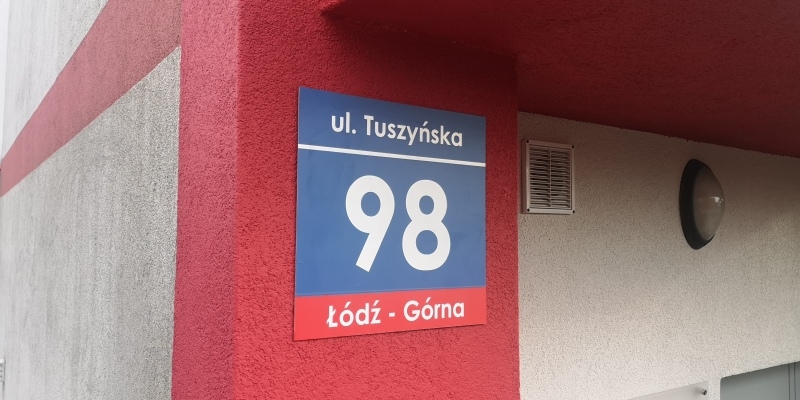 ul. Tuszyńska
98
Łódź - Górna